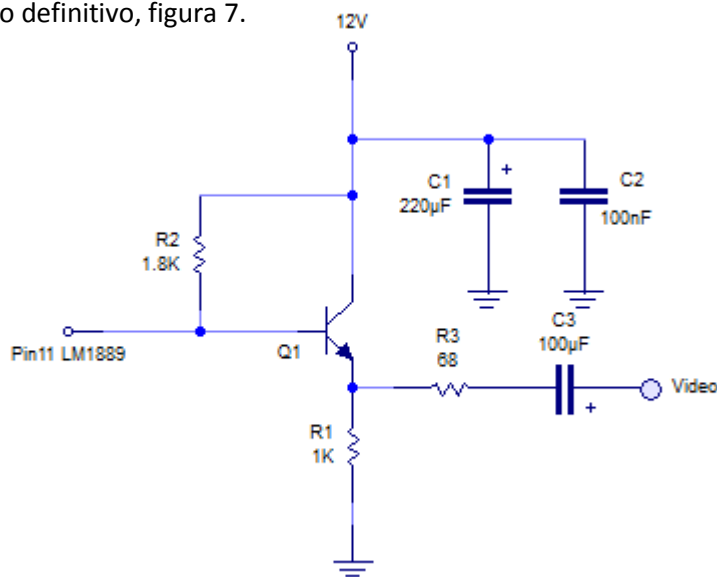 o definitivo, figura 7.
12V
C1
220µF
+
C2
100nF
R2
1.8K
Pin11 LM1889
Q1
R3
68
C3
100µF
+
Video
R1
1K